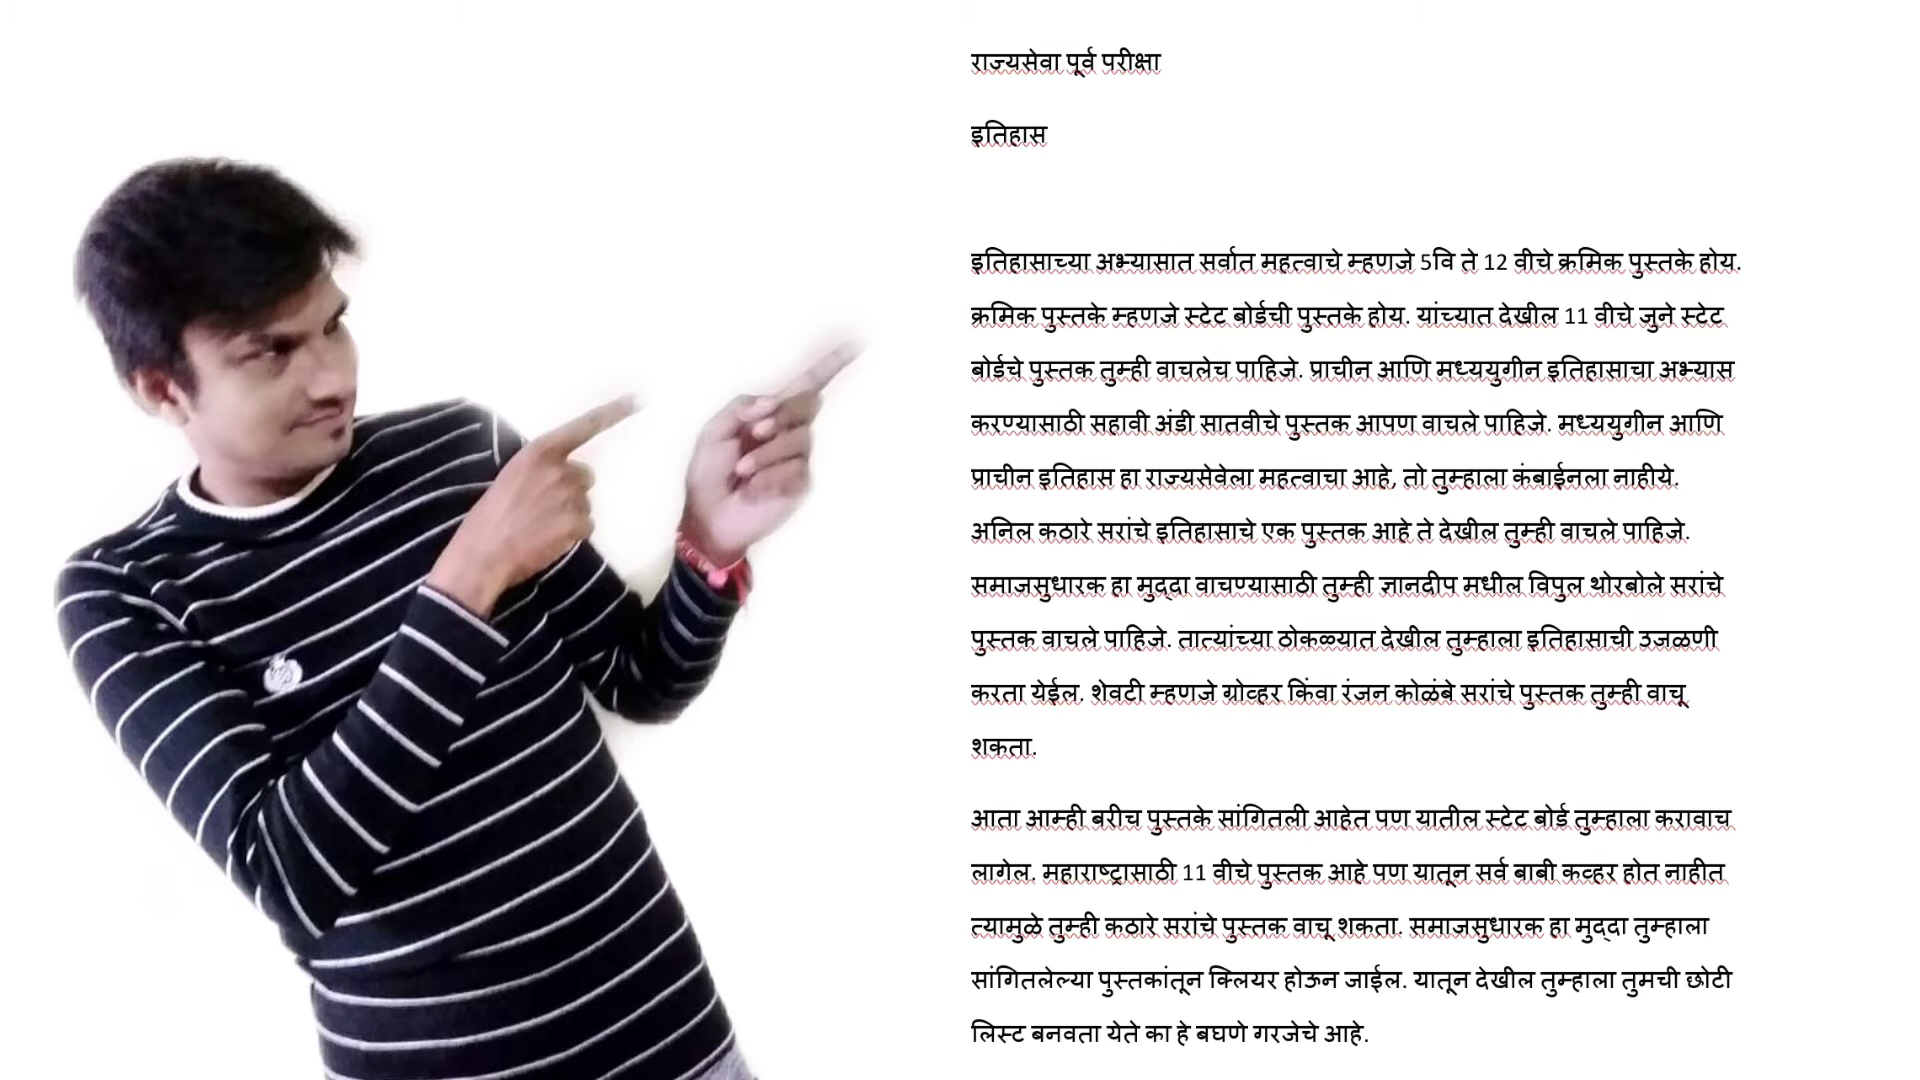 राज्यसेवा पूर्व परीक्षा
इतिहास
इतिहासाच्या अभ्यासात सर्वात महत्वाचे म्हणजे 5वि ते 12 वीचे क्रमिक पुस्तके होय.
क्रमिक पुस्तके म्हणजे स्टेट बोर्डची पुस्तके होय. यांच्यात देखील 11 वीचे जुने स्टेट
बोर्डचे पुस्तक तुम्ही वाचलेच पाहिजे. प्राचीन आणि मध्ययुगीन इतिहासाचा अभ्यास
करण्यासाठी सहावी अंडी सातवीचे पुस्तक आपण वाचले पाहिजे. मध्ययुगीन आणि
प्राचीन इतिहास हा राज्यसेवेला महत्वाचा आहे, तो तुम्हाला कंबाईनला नाहीये.
अनिल कठारे सरांचे इतिहासाचे एक पुस्तक आहे ते देखील तुम्ही वाचले पाहिजे.
समाजसुधारक हा मुद्दा वाचण्यासाठी तुम्ही ज्ञानदीप मधील विपुल थोरबोले सरांचे
पुस्तक वाचले पाहिजे. तात्यांच्या ठोकळ्यात देखील तुम्हाला इतिहासाची उजळणी
करता येईल. शेवटी म्हणजे ग्रोव्हर किंवा रंजन कोळंबे सरांचे पुस्तक तुम्ही वाचू
शकता.
आता आम्ही बरीच पुस्तके सांगितली आहेत पण यातील स्टेट बोर्ड तुम्हाला करावाच
लागेल. महाराष्ट्रासाठी 11 वीचे पुस्तक आहे पण यातून सर्व बाबी कव्हर होत नाहीत
त्यामुळे तुम्ही कठारे सरांचे पुस्तक वाचू शकता. समाजसुधारक हा मुद्दा तुम्हाला
सांगितलेल्या पुस्तकांतून क्लियर होऊन जाईल. यातून देखील तुम्हाला तुमची छोटी
लिस्ट बनवता येते का हे बघणे गरजेचे आहे.